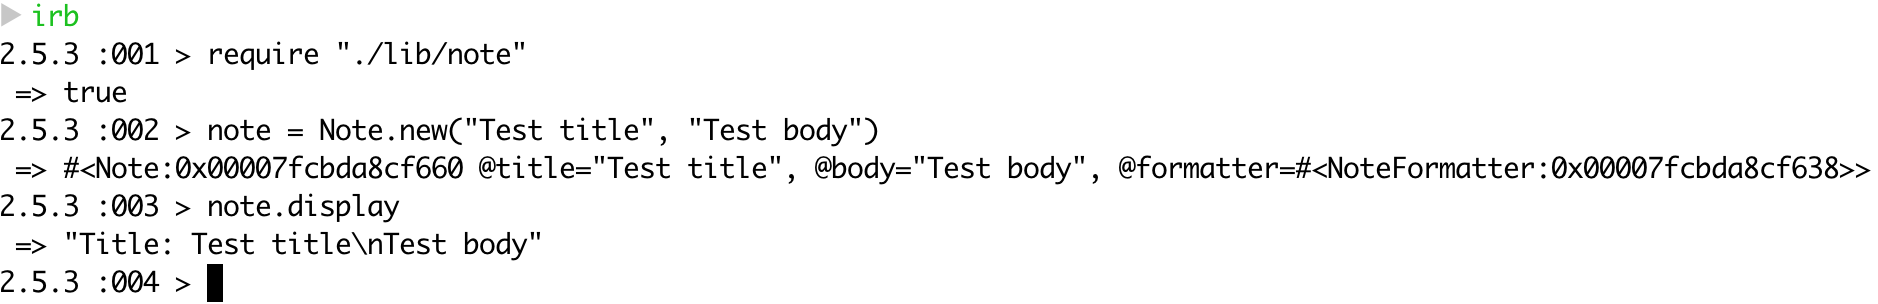 irb
2.5.3 :001 > require "./lib/note"
 => true
2.5.3 :002 > note = Note.new("Test title", "Test body")
 => #<Note:0x00007fcbda8cf660 @title="Test title", @body="Test body", @formatter=#<NoteFormatter:0x00007fcbda8cf638>>
2.5.3 :003 > note.display
 => "Title: Test title\nTest body"
2.5.3 :004 >